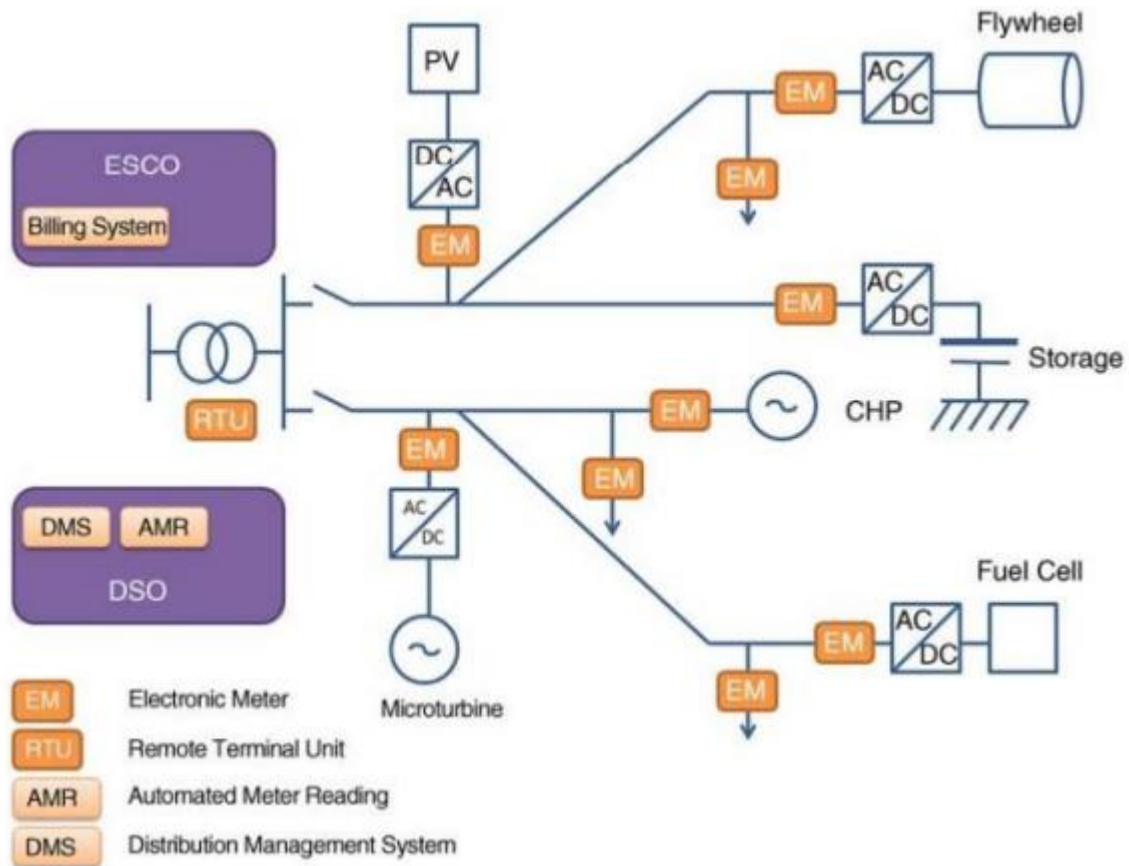 Flywheel
PV
AC
DC
EM
ESCO
DC
AC
EM
Billing System
EM
AC
DC
EM
Storage
RTU
EM
CHP
EM
EM
AC
DC
DMS
AMR
DSO
Fuel Cell
AC
DC
EM
EM
Microturbine
EM
Electronic Meter
RTU
Remote Terminal Unit
AMR
Automated Meter Reading
DMS
Distribution Management System